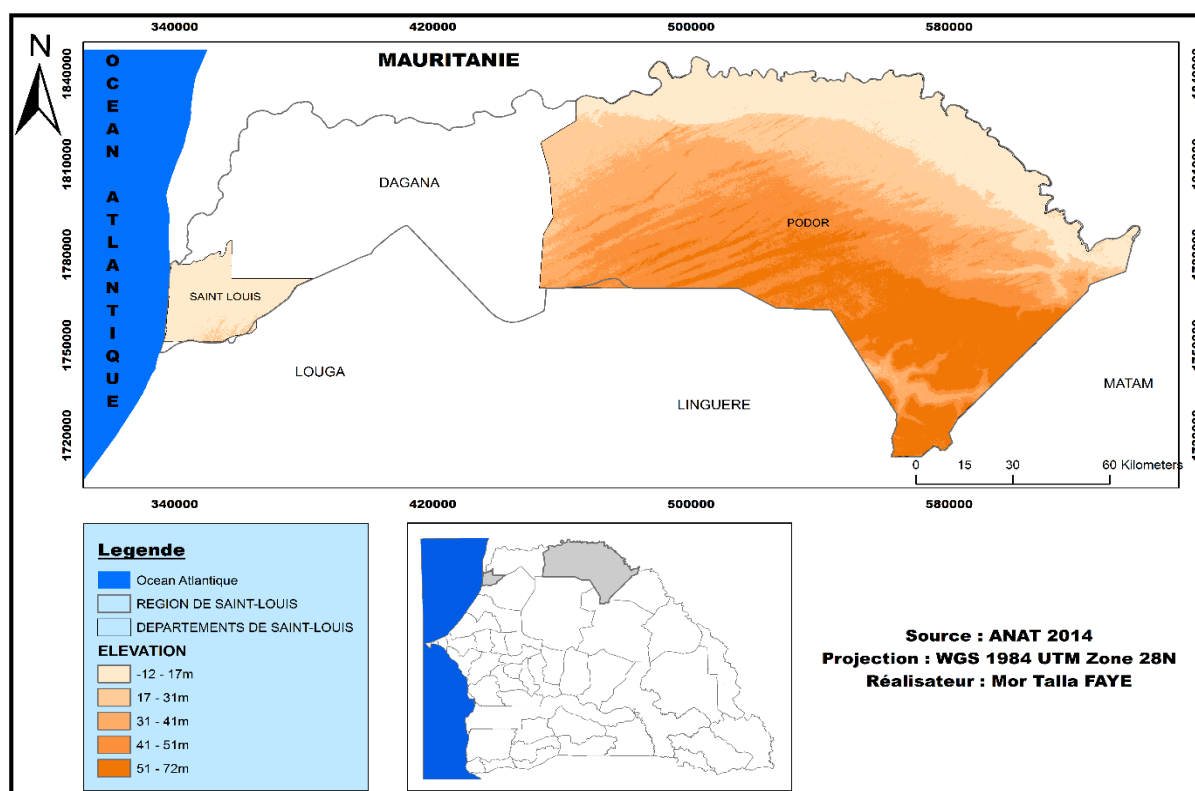 340000 420000 500000 580000
N
MAURITANIE
OCEAN ATLANTIQUE
1840000
1810000
1780000
1750000
1720000
DAGANA
PODOR
SAINT LOUIS
LOUGA
LINGUERE
MATAM
0 15 30 60 Kilometers
340000 420000 500000 580000
Legende
Ocean Atlantique
REGION DE SAINT-LOUIS
DEPARTEMENTS DE SAINT-LOUIS
ELEVATION
-12 - 17m
17 - 31m
31 - 41m
41 - 51m
51 - 72m
Source : ANAT 2014
Projection : WGS 1984 UTM Zone 28N
Réalisateur : Mor Talla FAYE